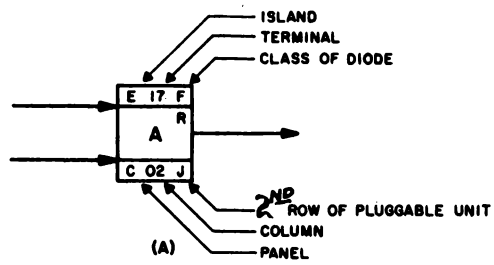 ISLAND
TERMINAL
CLASS OF DIODE
E 17 F
R
A
C 02 J
2ND ROW OF PLUGGABLE UNIT
COLUMN
(A)
PANEL